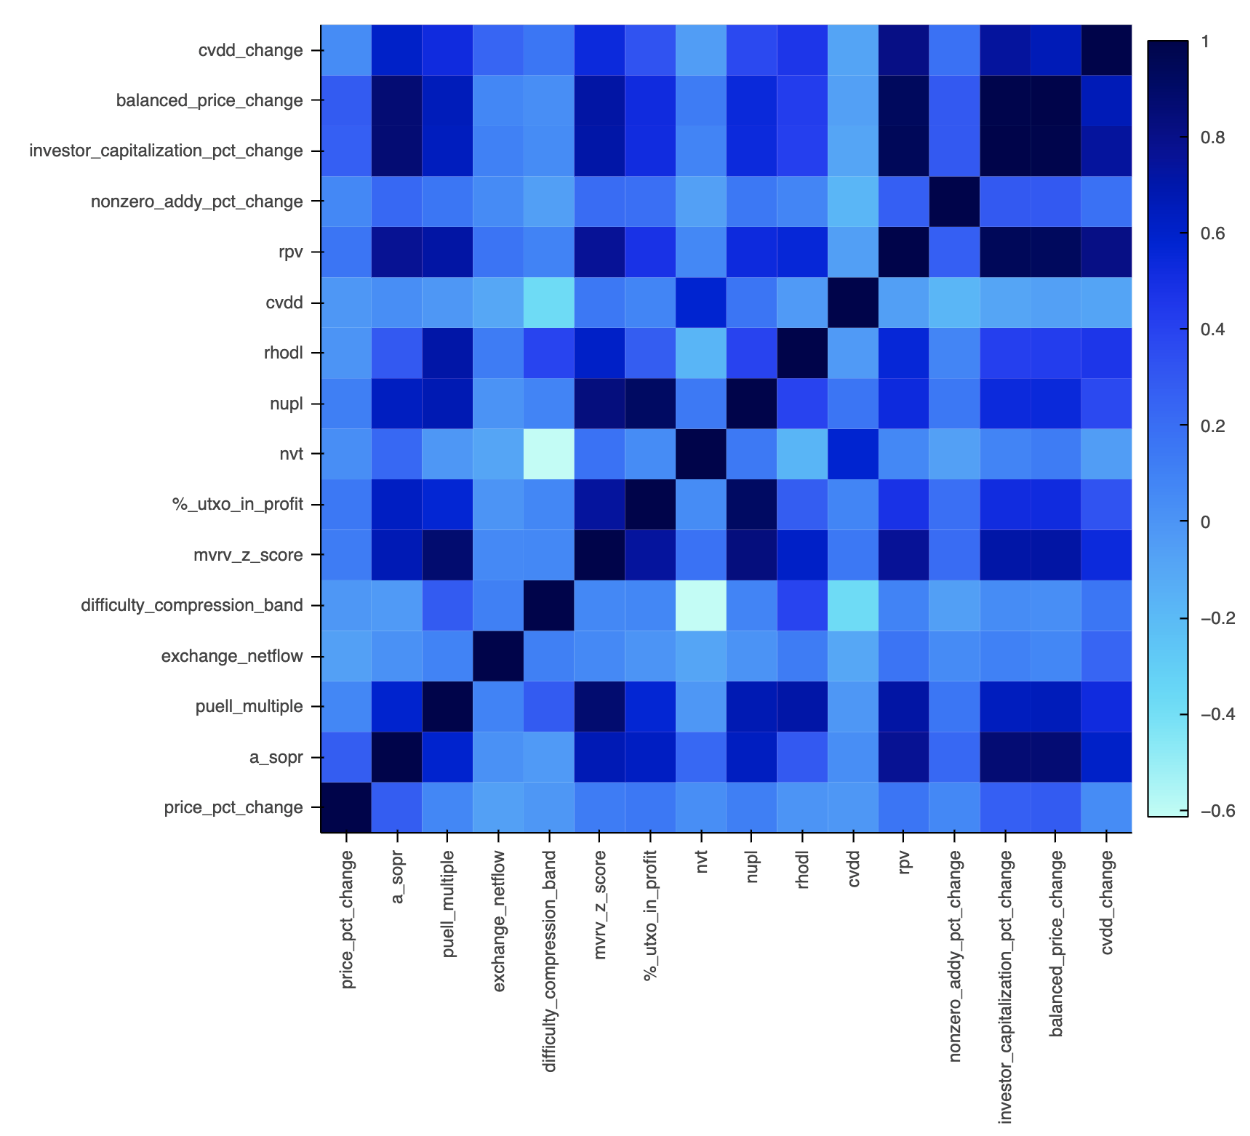 cvdd_change
balanced_price_change
investor_capitalization_pct_change
nonzero_addy_pct_change
rpv
cvdd
rhodl
nupl
nvt
%_utxo_in_profit
mvrv_z_score
difficulty_compression_band
exchange_netflow
puell_multiple
a_sopr
price_pct_change
price_pct_change
a_sopr
puell_multiple
exchange_netflow
difficulty_compression_band
mvrv_z_score
%_utxo_in_profit
nvt
nupl
rhodl
cvdd
rpv
nonzero_addy_pct_change
investor_capitalization_pct_change
balanced_price_change
cvdd_change
1
0.8
0.6
0.4
0.2
0
−0.2
−0.4
−0.6